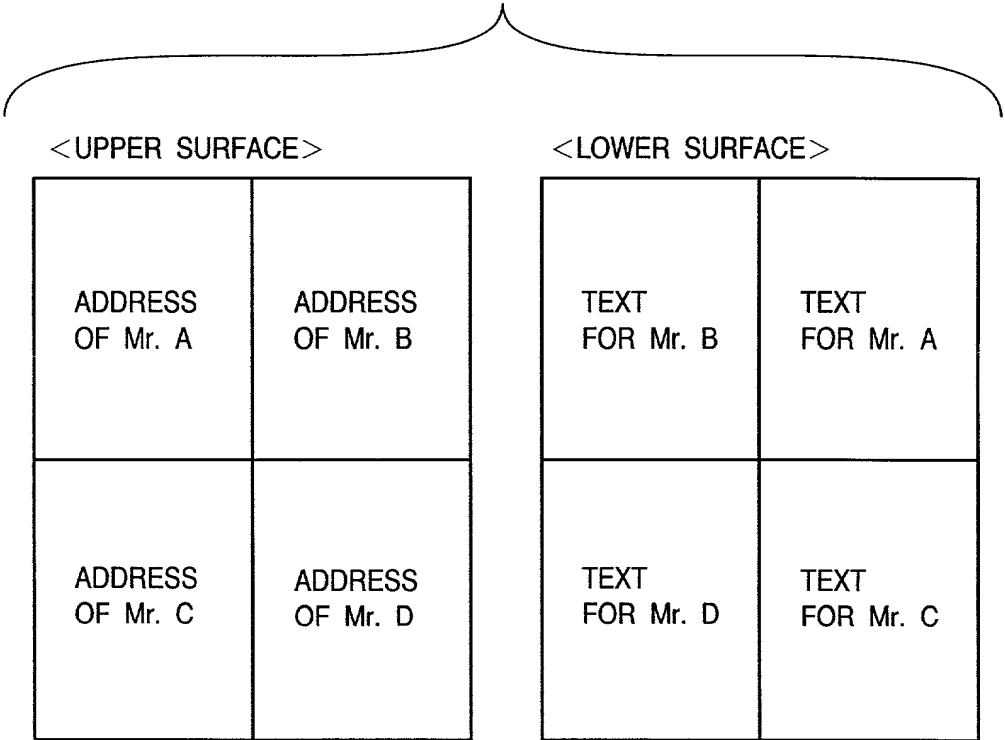 <UPPER SURFACE>
ADDRESS
OF Mr. A
ADDRESS
OF Mr. B
ADDRESS
OF Mr. C
ADDRESS
OF Mr. D
<LOWER SURFACE>
TEXT
FOR Mr. B
TEXT
FOR Mr. A
TEXT
FOR Mr. D
TEXT
FOR Mr. C